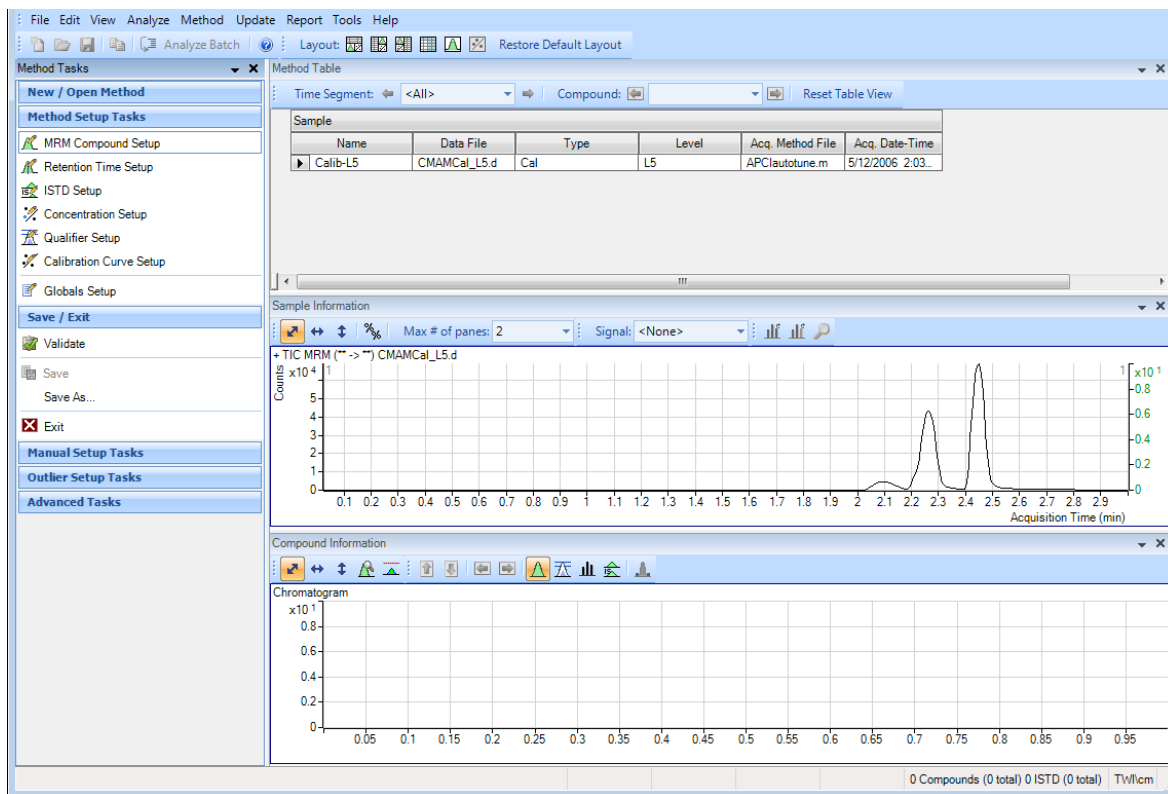 File Edit View Analyze Method Update Report Tools Help
Analyze Batch Layout: Restore Default Layout
Method Tasks
New / Open Method
Method Setup Tasks
MRM Compound Setup
Retention Time Setup
ISTD Setup
Concentration Setup
Qualifier Setup
Calibration Curve Setup
Globals Setup
Save / Exit
Validate
Save
Save As...
Exit
Manual Setup Tasks
Outlier Setup Tasks
Advanced Tasks
Method Table
Time Segment: <All> Compound: Reset Table View
Sample
Name Data File Type Level Acq. Method File Acq. Date-Time
Calib-L5 CMAMCal_L5.d Cal L5 APCIautotune.m 5/12/2006 2:03...
Sample Information
Max # of panes: 2 Signal: <None>
+ TIC MRM (** -> **) CMAMCal_L5.d
Counts
x10 4 1 1 x10 1
5 4 3 2 1 0
0.8 0.6 0.4 0.2 0
0.1 0.2 0.3 0.4 0.5 0.6 0.7 0.8 0.9 1 1.1 1.2 1.3 1.4 1.5 1.6 1.7 1.8 1.9 2 2.1 2.2 2.3 2.4 2.5 2.6 2.7 2.8 2.9
Acquisition Time (min)
Compound Information
Chromatogram
x10 1
0.8
0.6
0.4
0.2
0
0.05 0.1 0.15 0.2 0.25 0.3 0.35 0.4 0.45 0.5 0.55 0.6 0.65 0.7 0.75 0.8 0.85 0.9 0.95
0 Compounds (0 total) 0 ISTD (0 total) TWI\cm